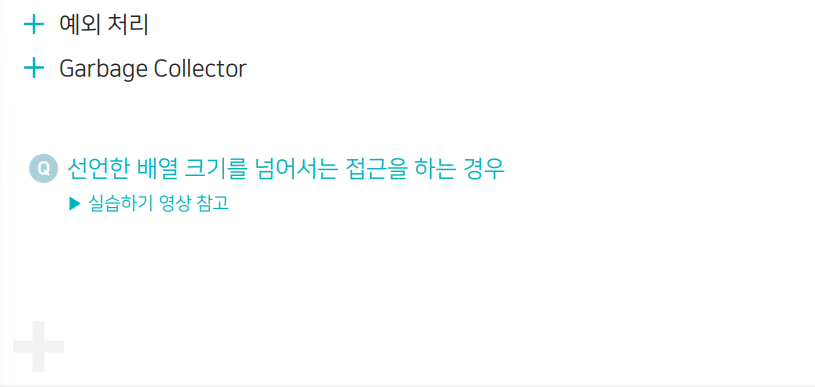 + 예외 처리
+ Garbage Collector
Q 선언한 배열 크기를 넘어서는 접근을 하는 경우
▶ 실습하기 영상 참고